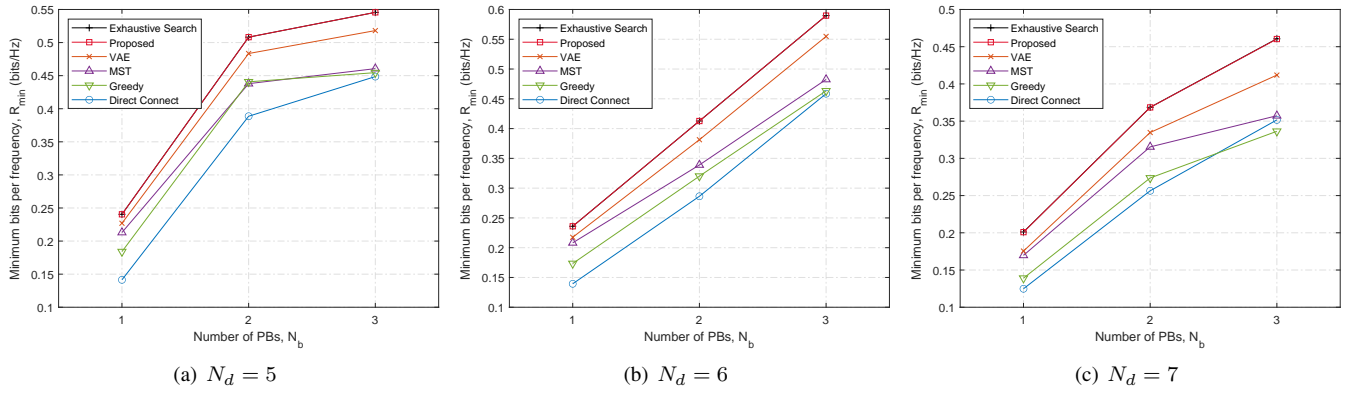 0.55
0.5
0.45
0.4
0.35
0.3
0.25
0.2
0.15
0.1
Minimum bits per frequency, R_min (bits/Hz)
Exhaustive Search
Proposed
VAE
MST
Greedy
Direct Connect
1 2 3
Number of PBs, N_b
(a) N_d = 5
0.6
0.55
0.5
0.45
0.4
0.35
0.3
0.25
0.2
0.15
0.1
Minimum bits per frequency, R_min (bits/Hz)
Exhaustive Search
Proposed
VAE
MST
Greedy
Direct Connect
1 2 3
Number of PBs, N_b
(b) N_d = 6
0.5
0.45
0.4
0.35
0.3
0.25
0.2
0.15
0.1
Minimum bits per frequency, R_min (bits/Hz)
Exhaustive Search
Proposed
VAE
MST
Greedy
Direct Connect
1 2 3
Number of PBs, N_b
(c) N_d = 7